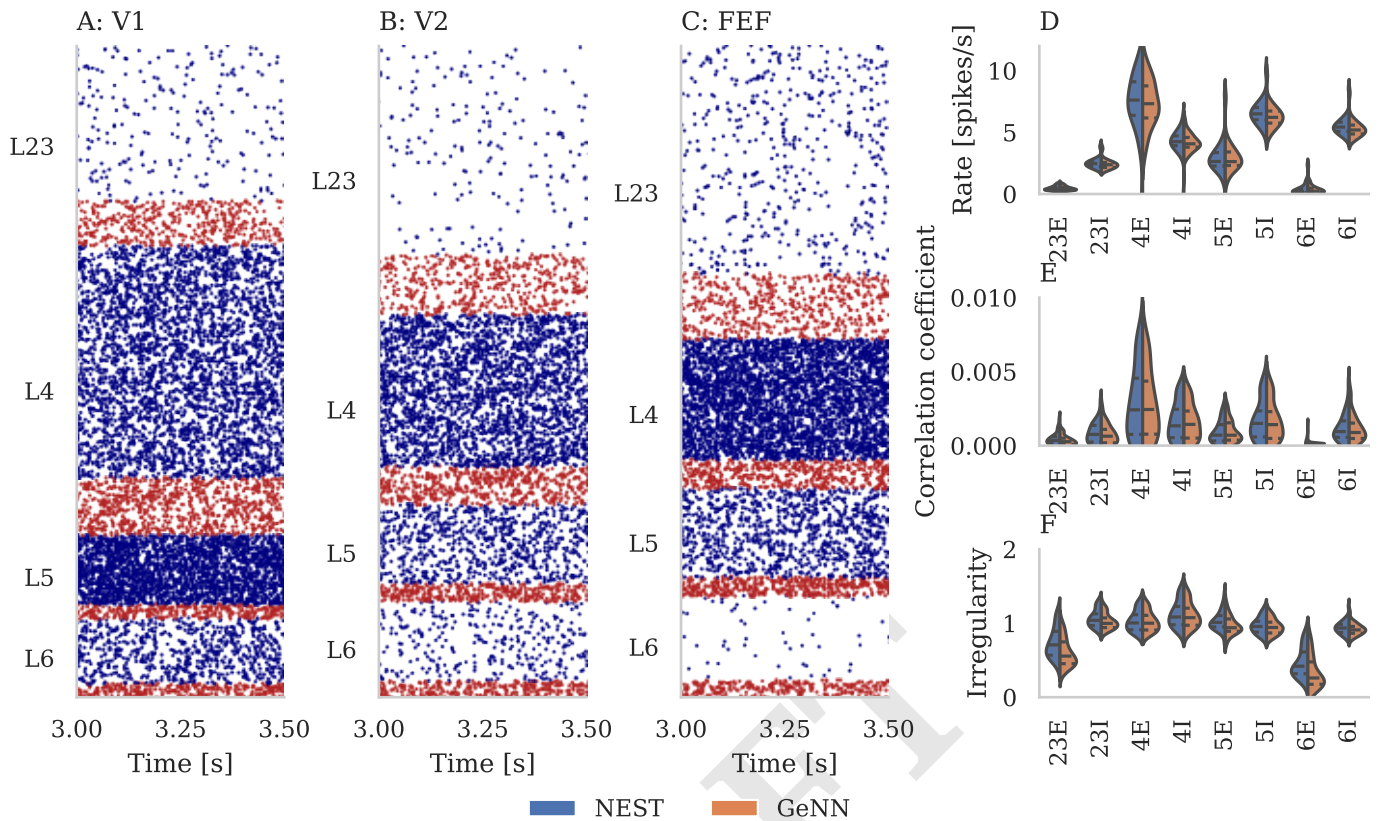 A: V1
L23
L4
L5
L6
3.00 3.25 3.50
Time [s]
B: V2
L23
L4
L5
L6
3.00 3.25 3.50
Time [s]
C: FEF
L23
L4
L5
L6
3.00 3.25 3.50
Time [s]
D
Rate [spikes/s]
10
5
0
23E 23I 4E 4I 5E 5I 6E 6I
E
Correlation coefficient
0.010
0.005
0.000
23E 23I 4E 4I 5E 5I 6E 6I
F
Irregularity
2
1
0
23E 23I 4E 4I 5E 5I 6E 6I
NEST GeNN